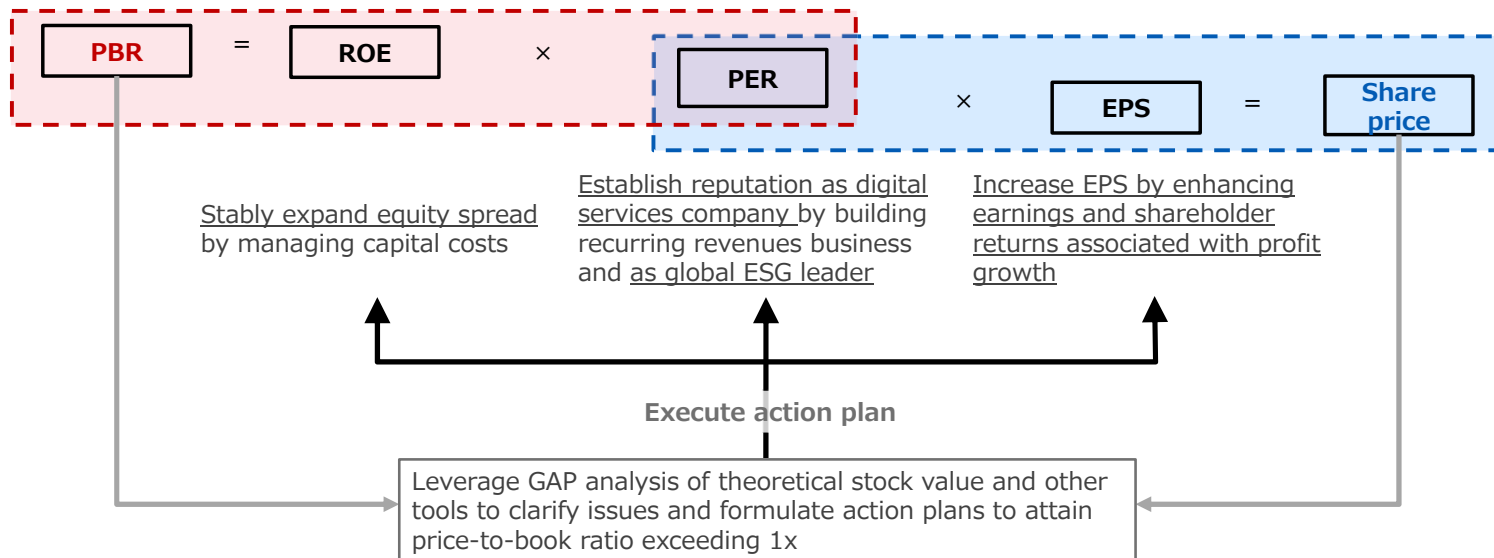 PBR = ROE × PER × EPS = Share
price
Stably expand equity spread
by managing capital costs
Establish reputation as digital
services company by building
recurring revenues business
and as global ESG leader
Increase EPS by enhancing
earnings and shareholder
returns associated with profit
growth
Execute action plan
Leverage GAP analysis of theoretical stock value and other
tools to clarify issues and formulate action plans to attain
price-to-book ratio exceeding 1x